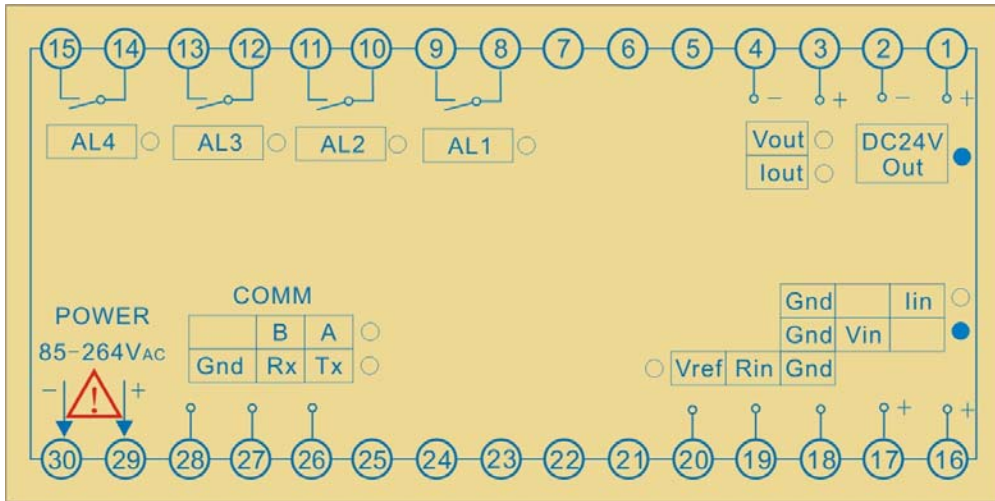 15 14 13 12 11 10 9 8 7 6 5 4 3 2 1
− + − +
AL4 AL3 AL2 AL1
Vout
Iout
DC24V
Out
COMM
B A
Gnd Rx Tx
POWER
85-264VAC
− ! +
Gnd Iin
Gnd Vin
Vref Rin Gnd
+ +
30 29 28 27 26 25 24 23 22 21 20 19 18 17 16